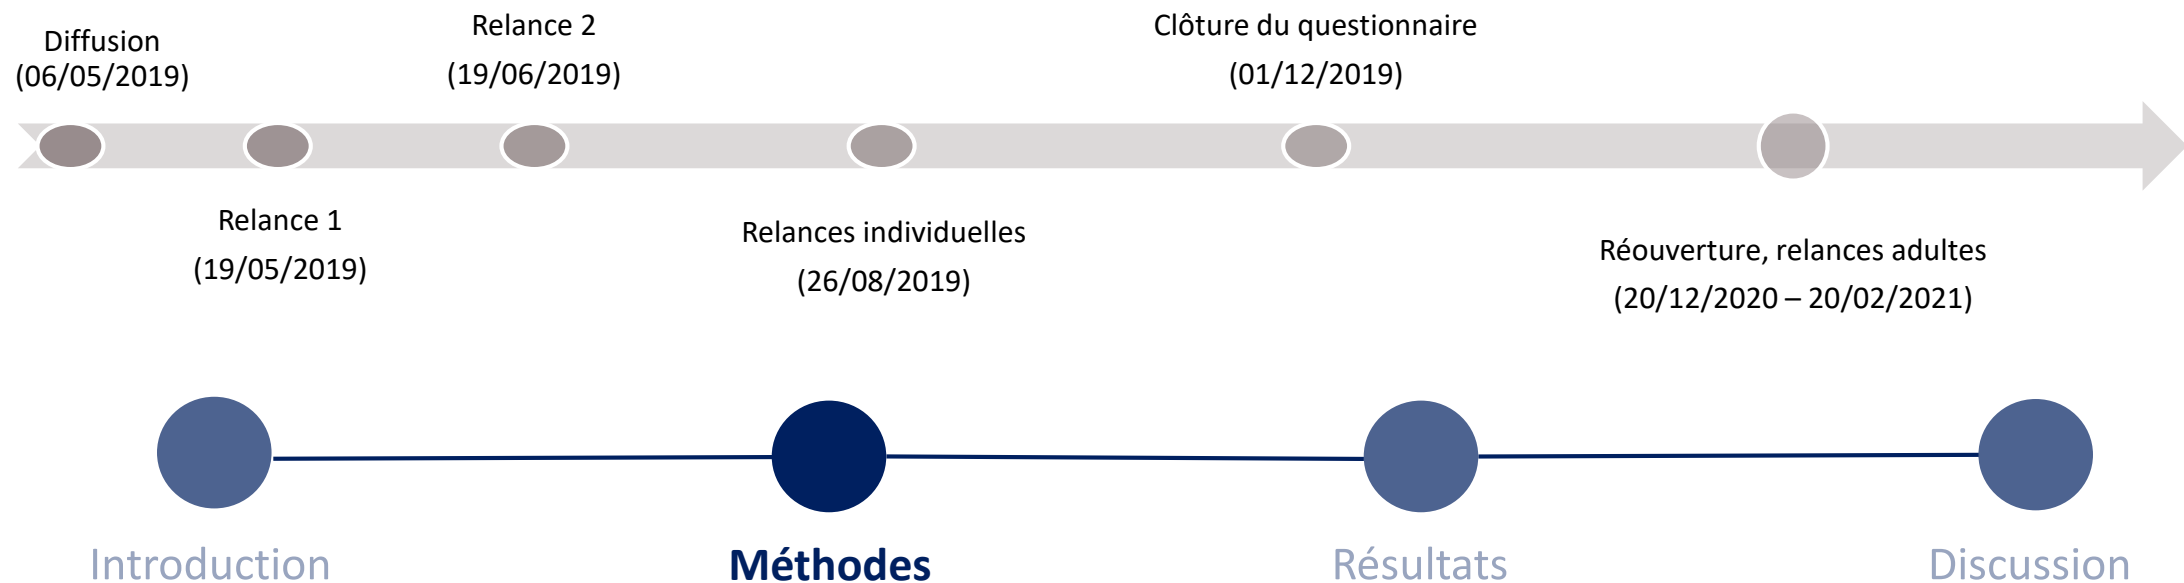 Diffusion
(06/05/2019)
Relance 1
(19/05/2019)
Relance 2
(19/06/2019)
Relances individuelles
(26/08/2019)
Clôture du questionnaire
(01/12/2019)
Réouverture, relances adultes
(20/12/2020 – 20/02/2021)
Introduction
Méthodes
Résultats
Discussion